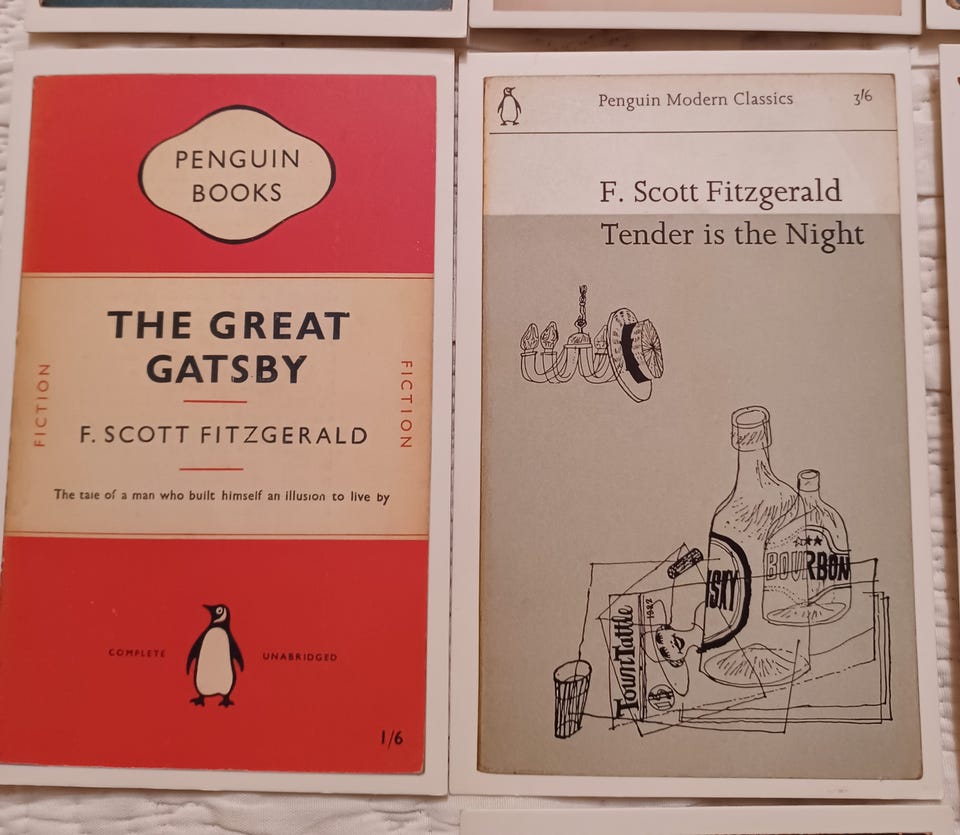 PENGUIN
BOOKS
THE GREAT
GATSBY
FICTION
FICTION
F. SCOTT FITZGERALD
The tale of a man who built himself an illusion to live by
COMPLETE
UNABRIDGED
1/6
Penguin Modern Classics
3/6
F. Scott Fitzgerald
Tender is the Night
BOURBON
SKY
Town Tattle
1922